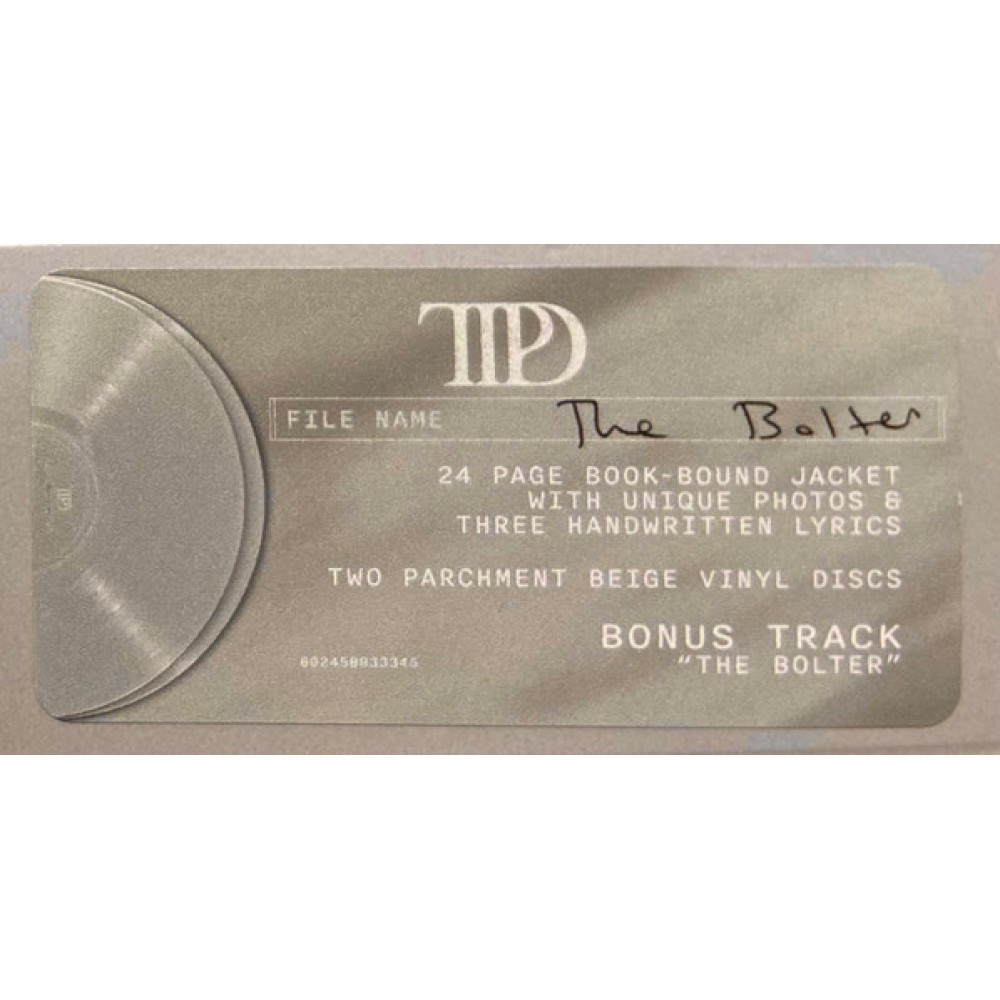 TTPD
FILE NAME The Bolter
24 PAGE BOOK-BOUND JACKET
WITH UNIQUE PHOTOS &
THREE HANDWRITTEN LYRICS
TWO PARCHMENT BEIGE VINYL DISCS
BONUS TRACK
"THE BOLTER"